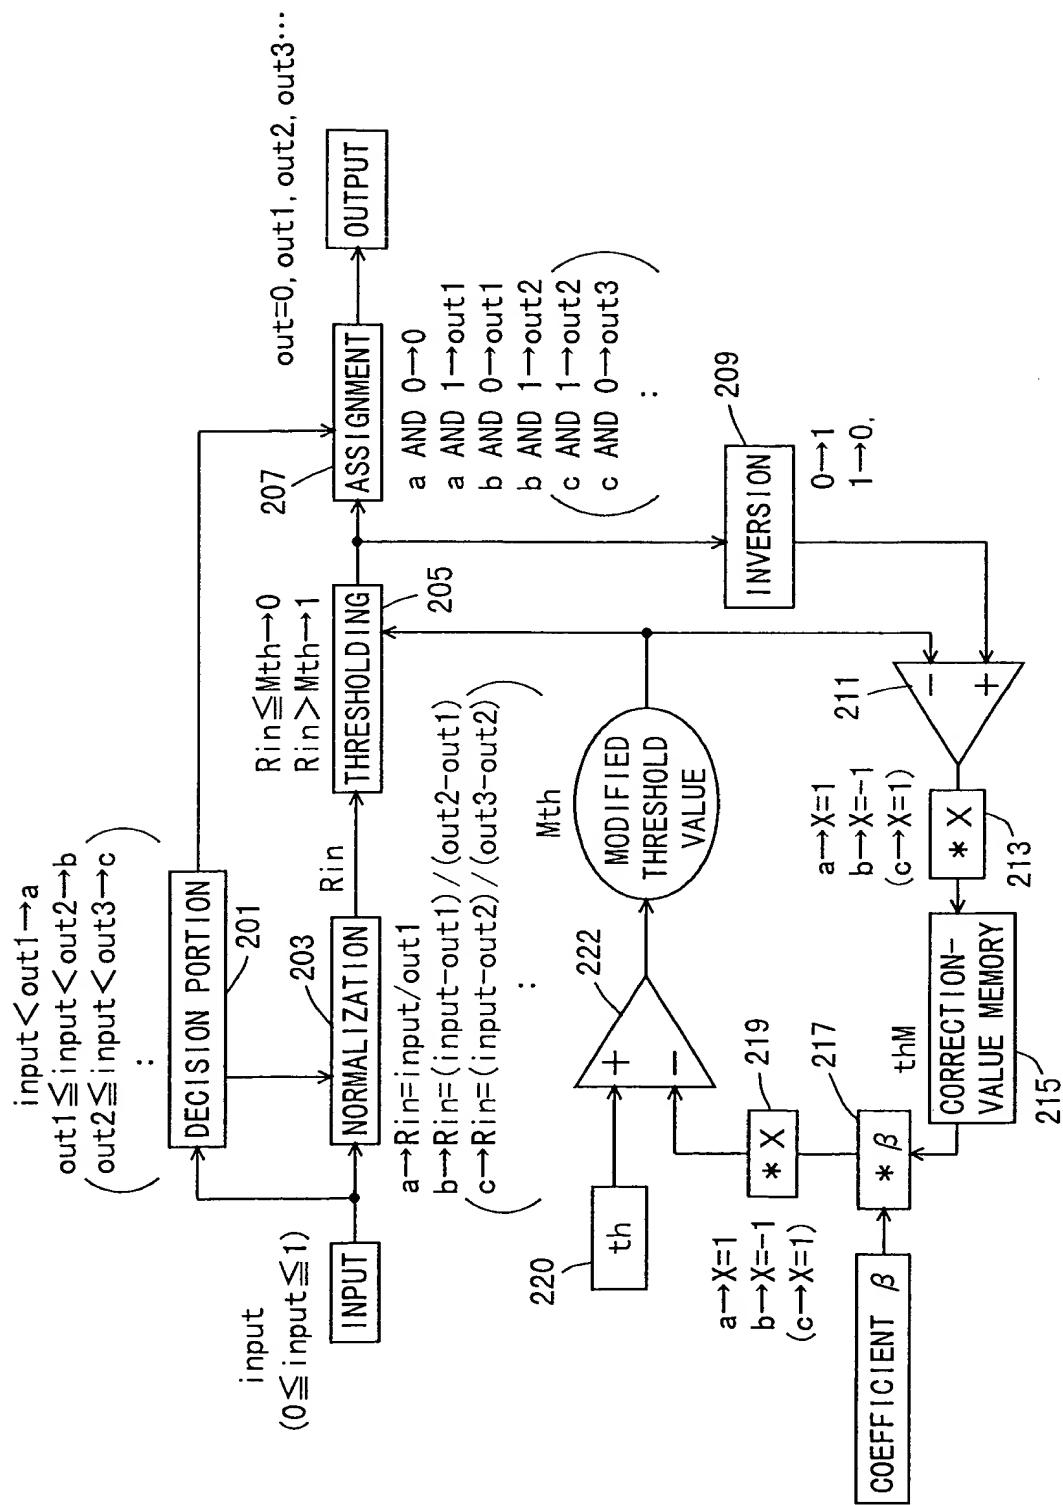 input
(0≦input≦1)
INPUT
input<out1→a
out1≦input<out2→b
out2≦input<out3→c
:
DECISION PORTION
201
203
NORMALIZATION
a→Rin=input/out1
b→Rin=(input-out1)/(out2-out1)
c→Rin=(input-out2)/(out3-out2)
:
Rin
Rin≦Mth→0
Rin>Mth→1
THRESHOLDING
205
207
ASSIGNMENT
a AND 0→0
a AND 1→out1
b AND 0→out1
b AND 1→out2
c AND 1→out2
c AND 0→out3
:
out=0, out1, out2, out3···
OUTPUT
209
INVERSION
0→1
1→0,
220
th
222
+
−
Mth
MODIFIED
THRESHOLD
VALUE
211
−
+
a→X=1
b→X=-1
(c→X=1)
* X
213
thM
CORRECTION-
VALUE MEMORY
215
217
* β
219
* X
a→X=1
b→X=-1
(c→X=1)
COEFFICIENT β